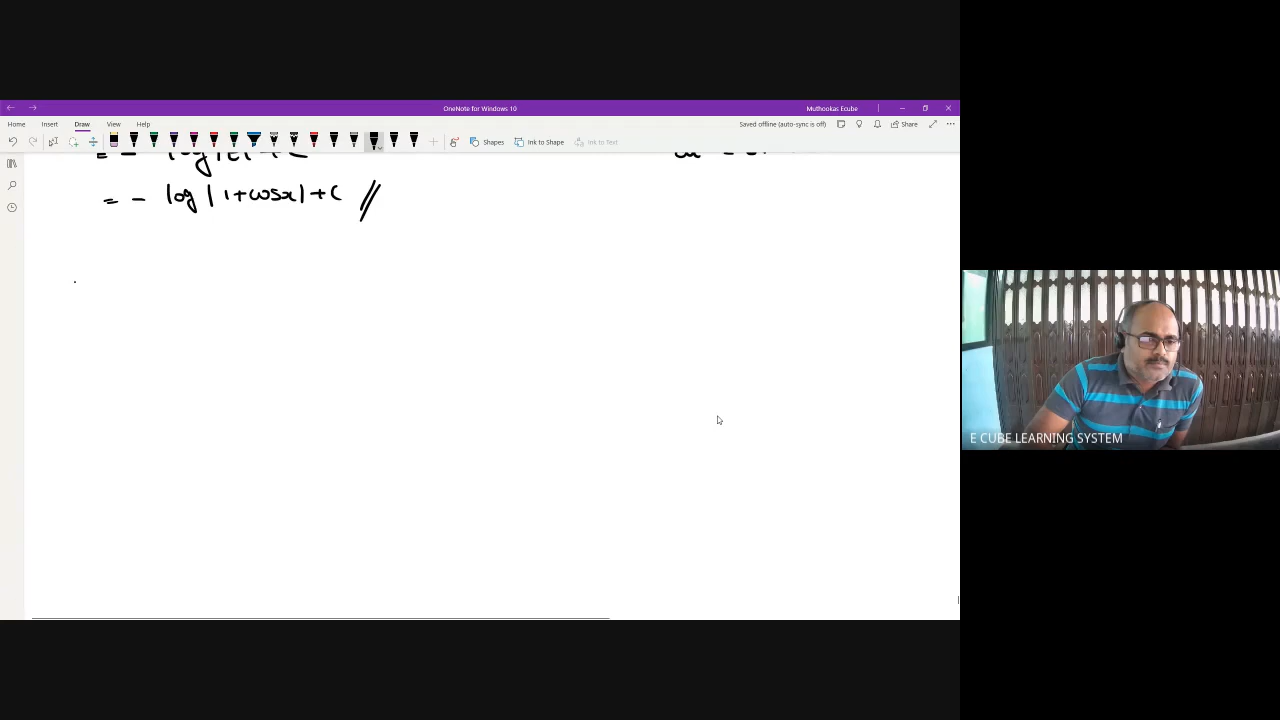 OneNote for Windows 10
Muthookas Ecube
Home Insert Draw View Help
Saved offline (auto-sync is off)
Share
Shapes
Ink to Shape
Ink to Text
= - log|t| + C
= - log |1+cosx| + C //
E CUBE LEARNING SYSTEM